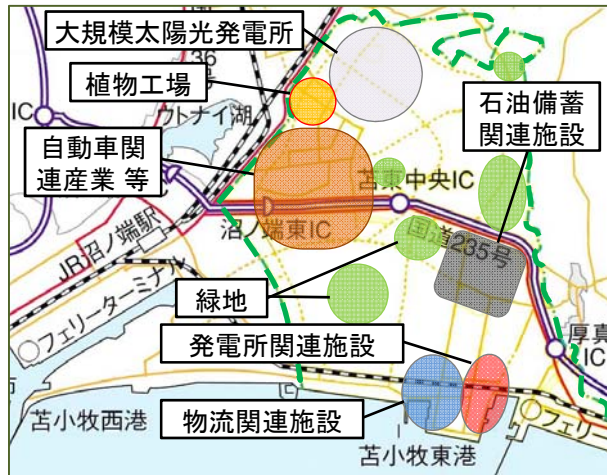 大規模太陽光発電所
36
号
植物工場
IC
ウトナイ湖
石油備蓄
関連施設
自動車関
連産業 等
苫東中央IC
沼ノ端東IC
国道235号
JR沼ノ端駅
緑地
フェリーターミナル
発電所関連施設
厚真
IC
物流関連施設
フェリー
苫小牧西港
苫小牧東港